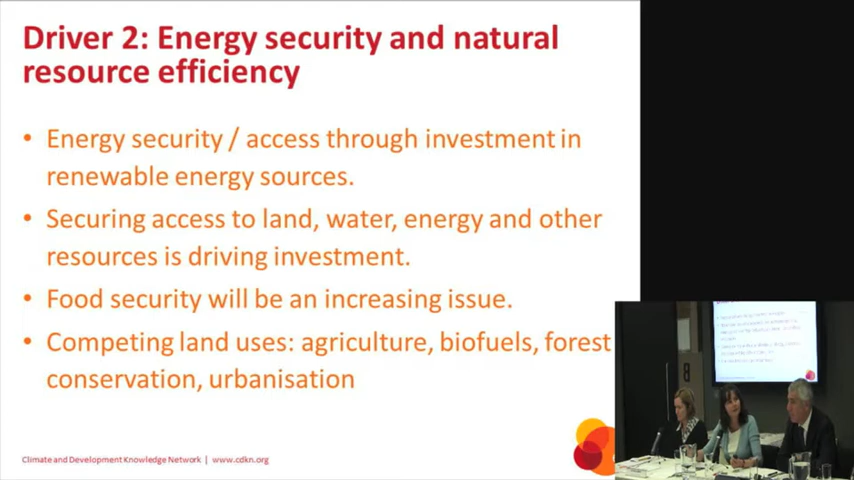 Driver 2: Energy security and natural
resource efficiency
• Energy security / access through investment in
renewable energy sources.
• Securing access to land, water, energy and other
resources is driving investment.
• Food security will be an increasing issue.
• Competing land uses: agriculture, biofuels, forest
conservation, urbanisation
Climate and Development Knowledge Network | www.cdkn.org
B